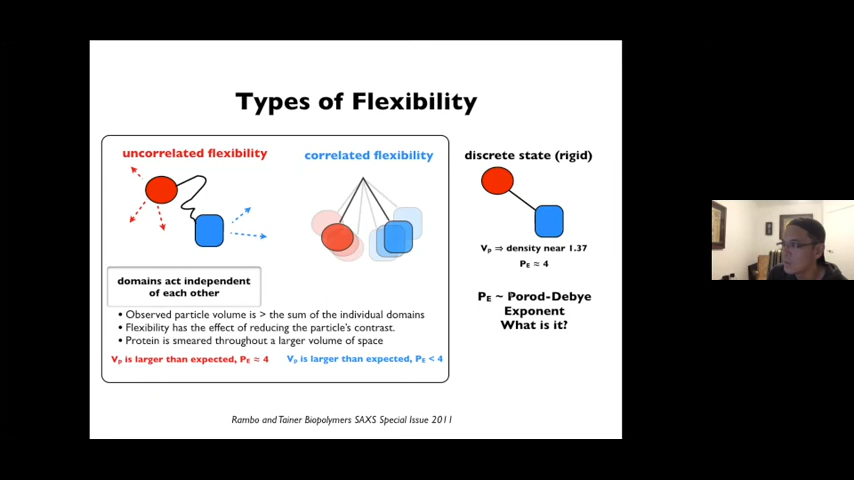 Types of Flexibility
uncorrelated flexibility
correlated flexibility
domains act independent
of each other
• Observed particle volume is > the sum of the individual domains
• Flexibility has the effect of reducing the particle's contrast.
• Protein is smeared throughout a larger volume of space
Vp is larger than expected, PE ≈ 4
Vp is larger than expected, PE < 4
discrete state (rigid)
Vp ⇒ density near 1.37
PE ≈ 4
PE ~ Porod-Debye
Exponent
What is it?
Rambo and Tainer Biopolymers SAXS Special Issue 2011